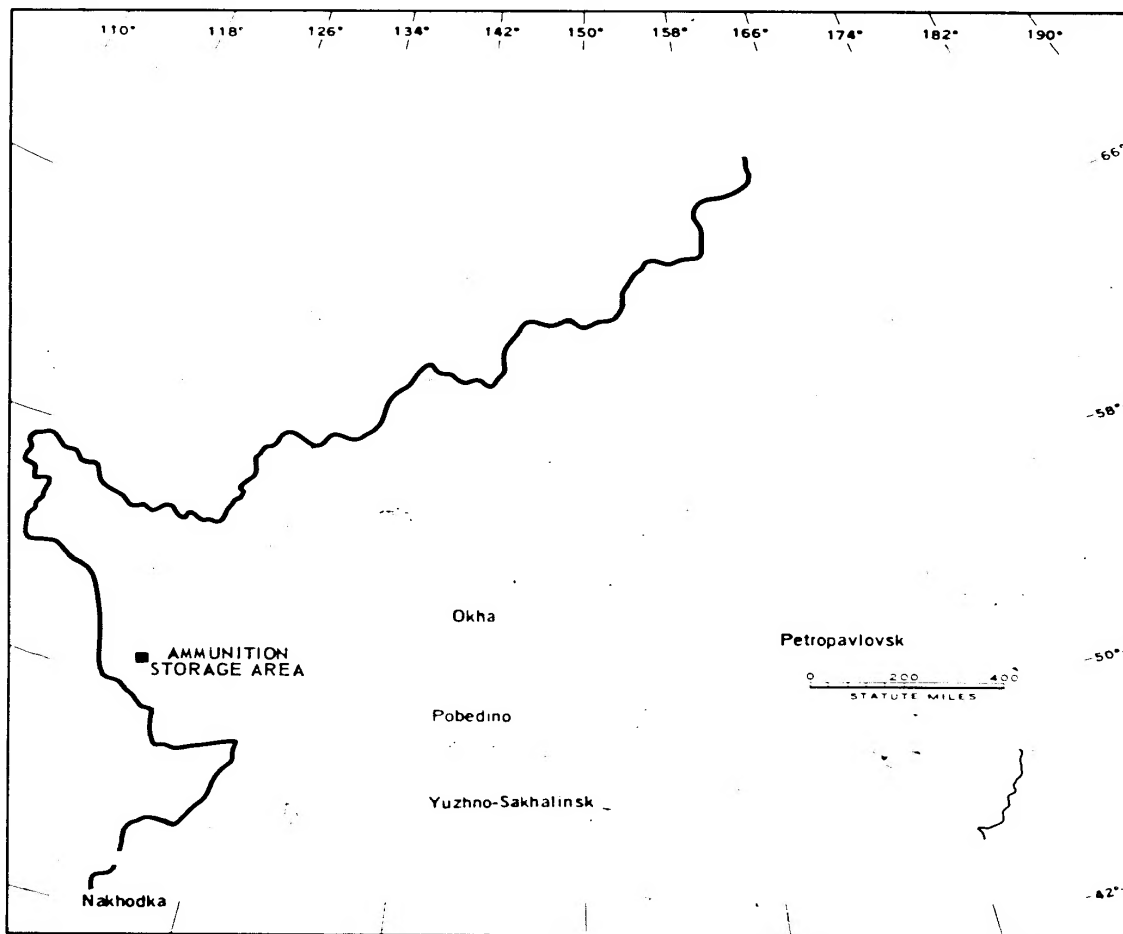 110° 118° 126° 134° 142° 150° 158° 166° 174° 182° 190°
66°
58°
Okha
Petropavlovsk
AMMUNITION
STORAGE AREA
50°
0 200 400
STATUTE MILES
Pobedino
Yuzhno-Sakhalinsk
42°
Nakhodka